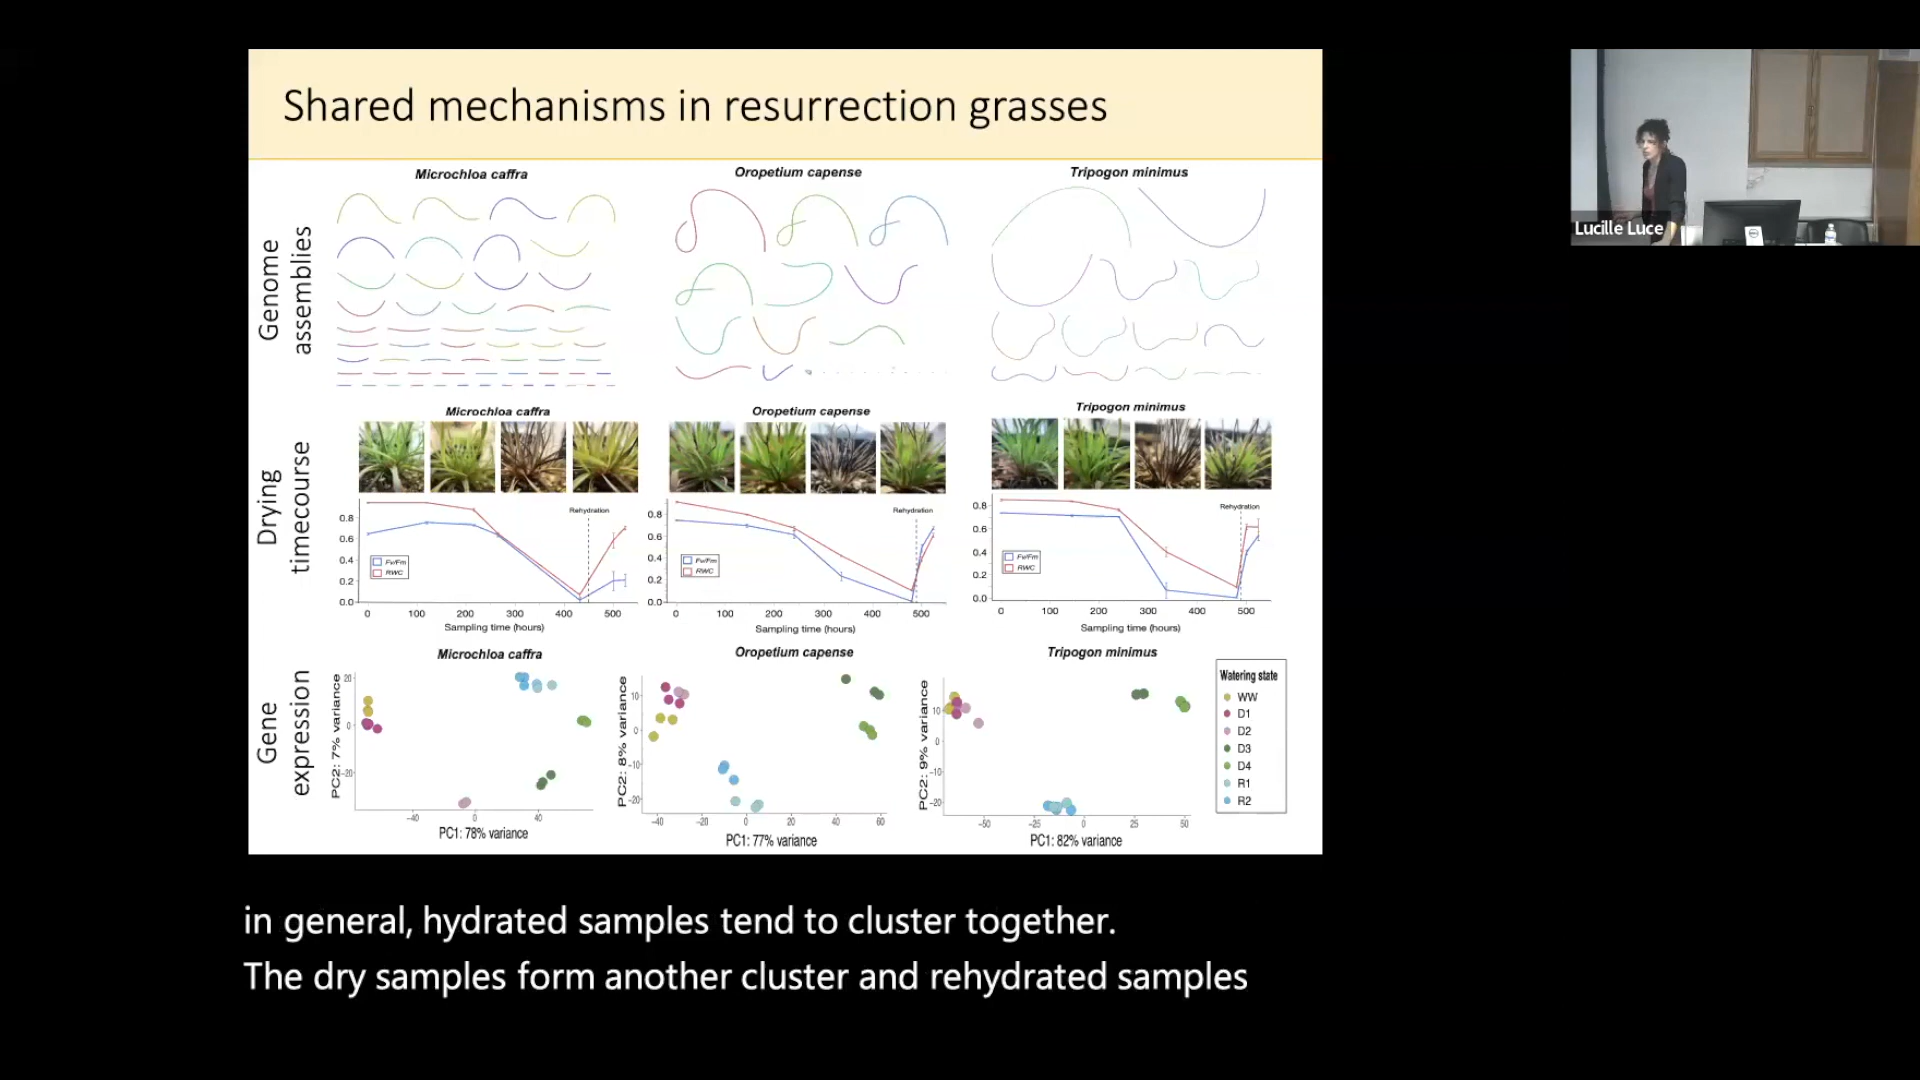 Shared mechanisms in resurrection grasses
Lucille Luce
Genome
assemblies
Microchloa caffra
Oropetium capense
Tripogon minimus
Drying
timecourse
Microchloa caffra
Rehydration
0.8
0.6
0.4
0.2
0.0
Fv/Fm
RWC
0 100 200 300 400 500
Sampling time (hours)
Oropetium capense
Rehydration
0.8
0.6
0.4
0.2
0.0
Fv/Fm
RWC
0 100 200 300 400 500
Sampling time (hours)
Tripogon minimus
Rehydration
0.8
0.6
0.4
0.2
0.0
Fv/Fm
RWC
0 100 200 300 400 500
Sampling time (hours)
Gene
expression
Microchloa caffra
PC2: 7% variance
20
0
-20
-40 0 40
PC1: 78% variance
Oropetium capense
PC2: 8% variance
10
0
-10
-20
-40 -20 0 20 40 60
PC1: 77% variance
Tripogon minimus
PC2: 9% variance
10
0
-10
-20
-50 -25 0 25 50
PC1: 82% variance
Watering state
WW
D1
D2
D3
D4
R1
R2
in general, hydrated samples tend to cluster together.
The dry samples form another cluster and rehydrated samples